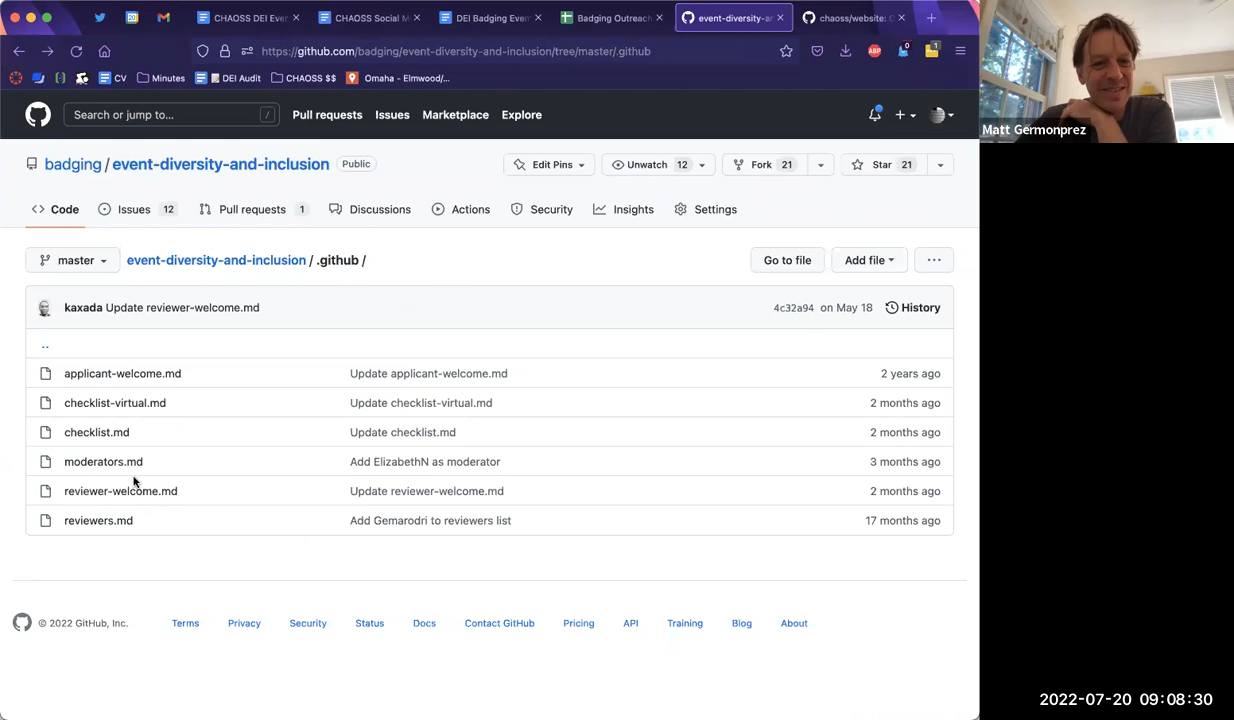 CHAOSS DEI Ever
CHAOSS Social M
DEI Badging Even
Badging Outreach
event-diversity-an
chaoss/website: C
https://github.com/badging/event-diversity-and-inclusion/tree/master/.github
ABP
0
1
CV
Minutes
DEI Audit
CHAOSS $$
Omaha - Elmwood/...
Search or jump to...
/
Pull requests
Issues
Marketplace
Explore
Matt Germonprez
badging / event-diversity-and-inclusion
Public
Edit Pins
Unwatch 12
Fork 21
Star 21
Code
Issues 12
Pull requests 1
Discussions
Actions
Security
Insights
Settings
master
event-diversity-and-inclusion / .github /
Go to file
Add file
...
kaxada Update reviewer-welcome.md
4c32a94 on May 18
History
..
applicant-welcome.md Update applicant-welcome.md 2 years ago
checklist-virtual.md Update checklist-virtual.md 2 months ago
checklist.md Update checklist.md 2 months ago
moderators.md Add ElizabethN as moderator 3 months ago
reviewer-welcome.md Update reviewer-welcome.md 2 months ago
reviewers.md Add Gemarodri to reviewers list 17 months ago
© 2022 GitHub, Inc.
Terms
Privacy
Security
Status
Docs
Contact GitHub
Pricing
API
Training
Blog
About
2022-07-20 09:08:30